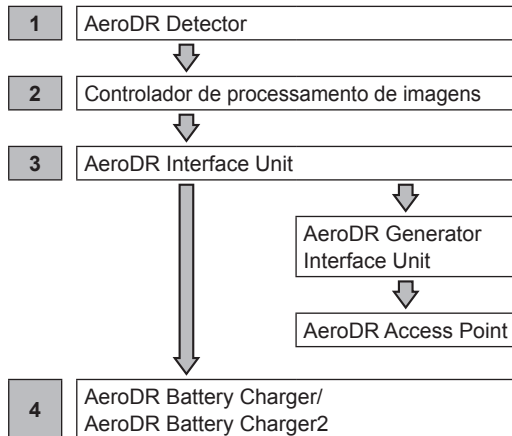 1
AeroDR Detector
2
Controlador de processamento de imagens
3
AeroDR Interface Unit
AeroDR Generator
Interface Unit
AeroDR Access Point
4
AeroDR Battery Charger/
AeroDR Battery Charger2